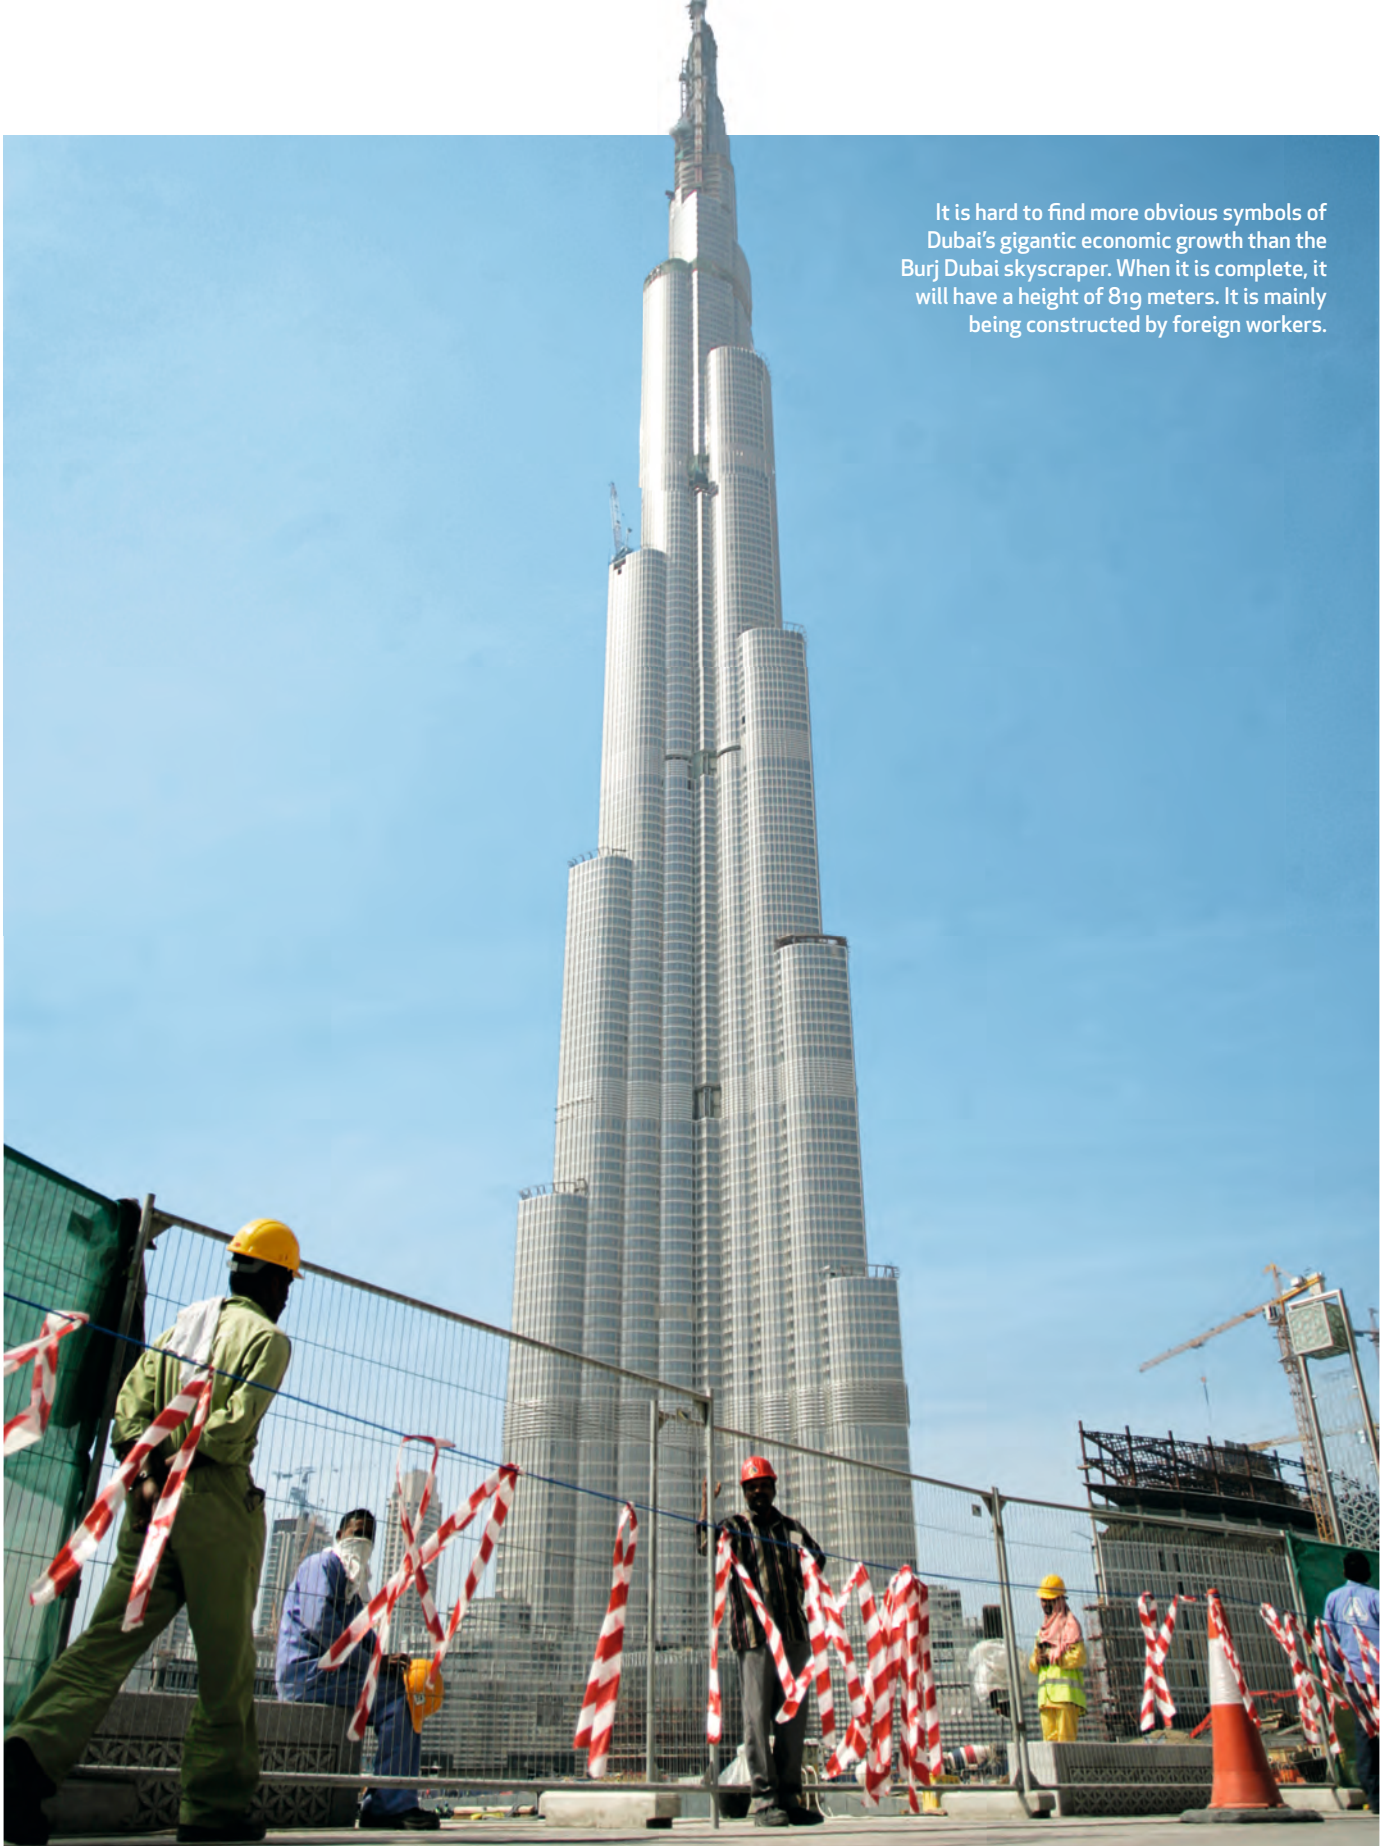 It is hard to find more obvious symbols of
Dubai's gigantic economic growth than the
Burj Dubai skyscraper. When it is complete, it
will have a height of 819 meters. It is mainly
being constructed by foreign workers.